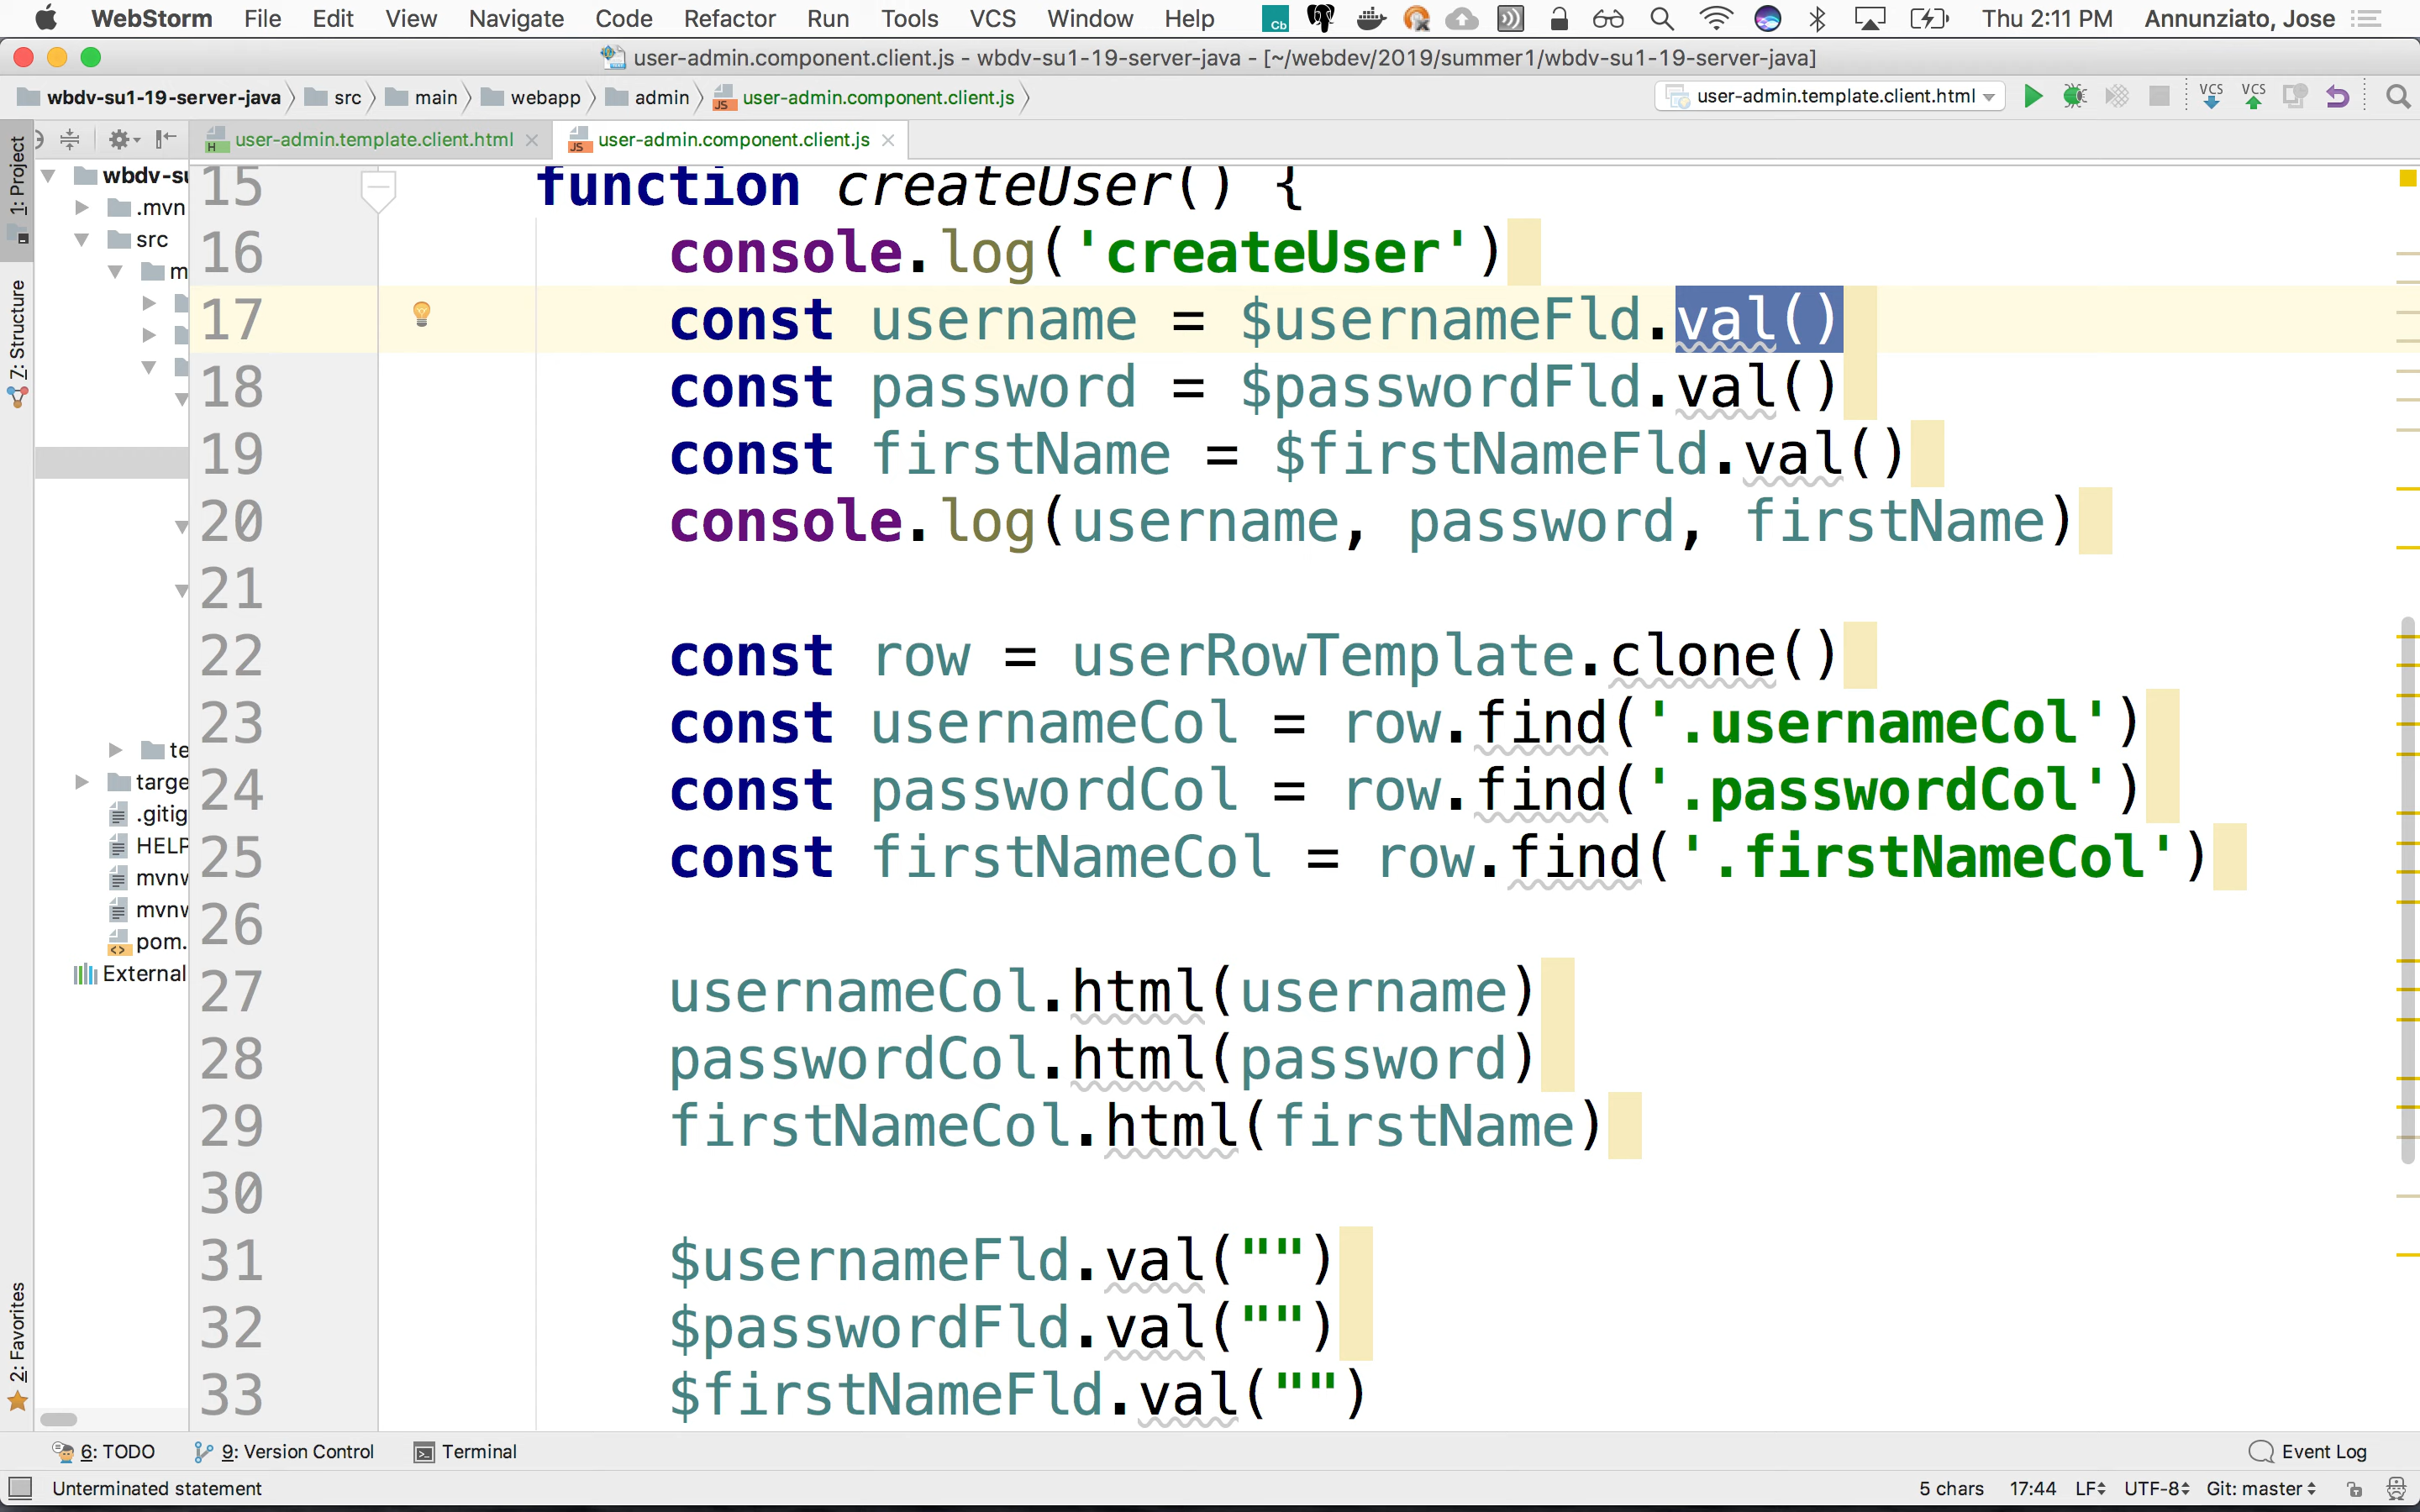 WebStorm File Edit View Navigate Code Refactor Run Tools VCS Window Help Cb Thu 2:11 PM Annunziato, Jose
user-admin.component.client.js - wbdv-su1-19-server-java - [~/webdev/2019/summer1/wbdv-su1-19-server-java]
wbdv-su1-19-server-java src main webapp admin JS user-admin.component.client.js user-admin.template.client.html VCS VCS
H user-admin.template.client.html JS user-admin.component.client.js
1: Project
7: Structure
2: Favorites
wbdv-su
.mvn
src
m
te
targe
.gitig
HELP
mvnw
mvnw
pom.
External
15 function createUser() {
16 console.log('createUser')
17 const username = $usernameFld.val()
18 const password = $passwordFld.val()
19 const firstName = $firstNameFld.val()
20 console.log(username, password, firstName)
21
22 const row = userRowTemplate.clone()
23 const usernameCol = row.find('.usernameCol')
24 const passwordCol = row.find('.passwordCol')
25 const firstNameCol = row.find('.firstNameCol')
26
27 usernameCol.html(username)
28 passwordCol.html(password)
29 firstNameCol.html(firstName)
30
31 $usernameFld.val("")
32 $passwordFld.val("")
33 $firstNameFld.val("")
6: TODO 9: Version Control Terminal Event Log
Unterminated statement 5 chars 17:44 LF UTF-8 Git: master